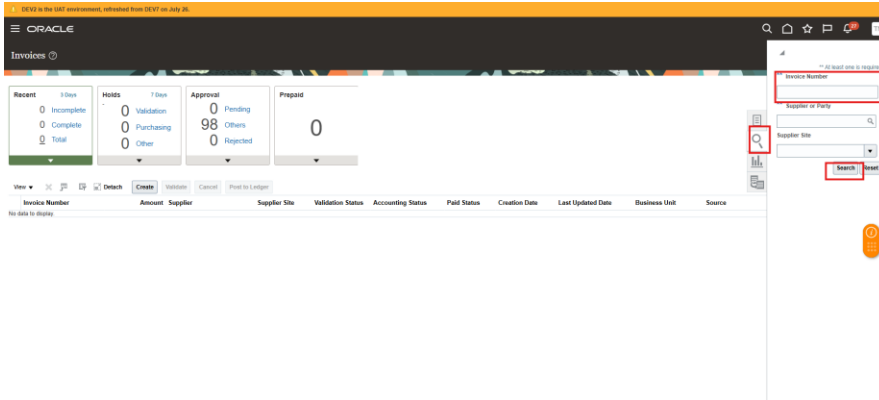 DEV2 is the UAT environment, refreshed from DEV7 on July 26.
ORACLE
27
Invoices
** At least one is require
** Invoice Number
Recent 3 Days
0 Incomplete
0 Complete
0 Total
Holds 7 Days
0 Validation
0 Purchasing
0 Other
Approval
0 Pending
98 Others
0 Rejected
Prepaid
0
** Supplier or Party
Supplier Site
Search Reset
View Detach Create Validate Cancel Post to Ledger
Invoice Number Amount Supplier Supplier Site Validation Status Accounting Status Paid Status Creation Date Last Updated Date Business Unit Source
No data to display.